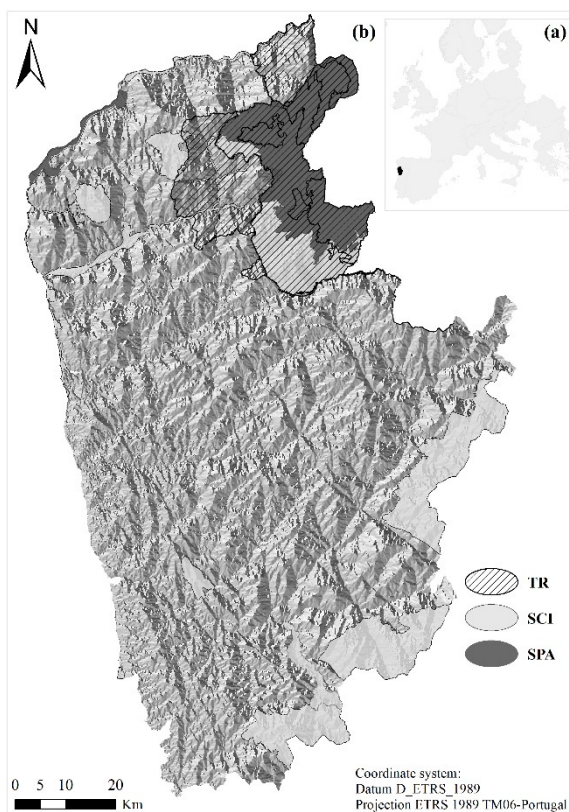 N
(b)
(a)
TR
SCI
SPA
0 5 10 20
Km
Coordinate system:
Datum D_ETRS_1989
Projection ETRS 1989 TM06-Portugal